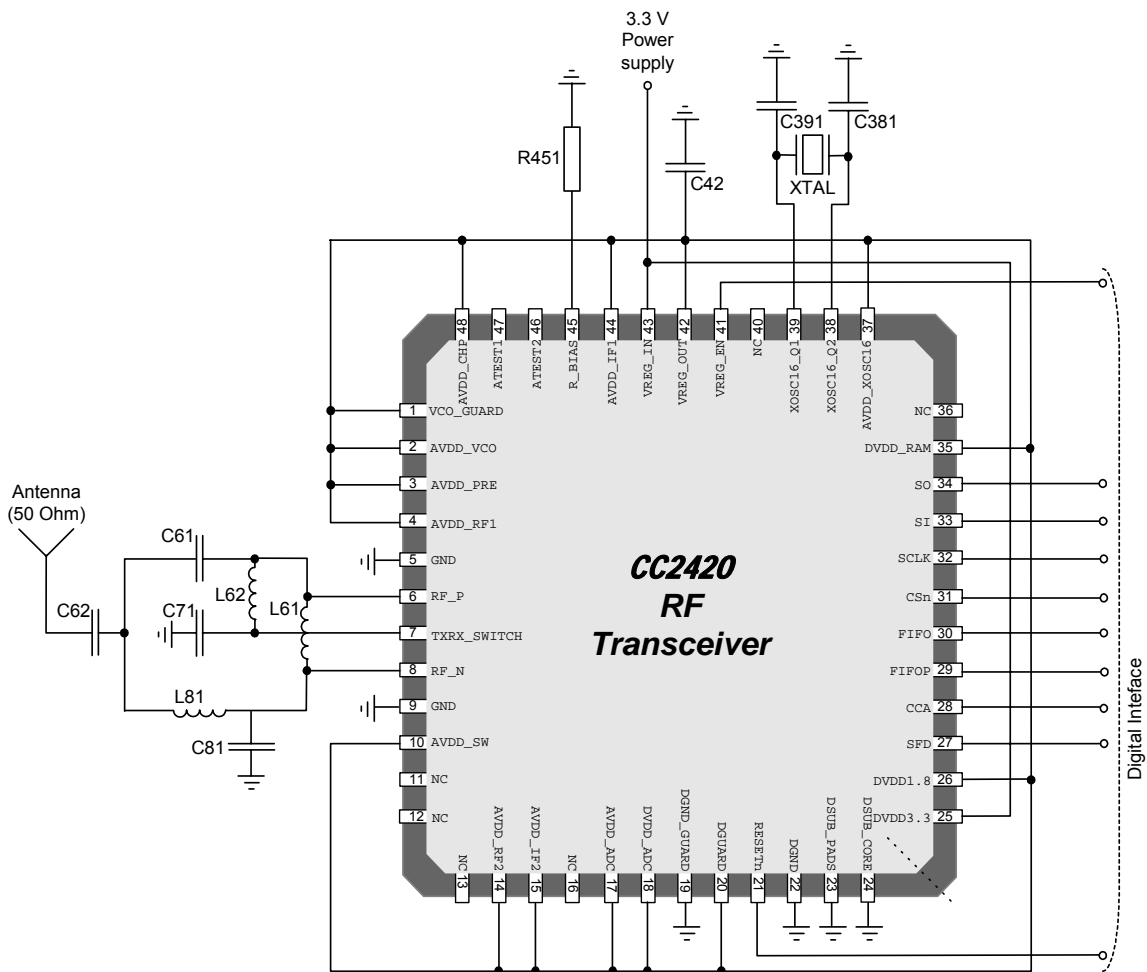 3.3 V
Power
supply
C391
C381
R451
C42
XTAL
48
47
46
45
44
43
42
41
40
39
38
37
AVDD_CHP
ATEST1
ATEST2
R_BIAS
AVDD_IF1
VREG_IN
VREG_OUT
VREG_EN
NC
XOSC16_Q1
XOSC16_Q2
AVDD_XOSC16
1 VCO_GUARD
NC 36
2 AVDD_VCO
DVDD_RAM 35
3 AVDD_PRE
SO 34
4 AVDD_RF1
SI 33
5 GND
SCLK 32
6 RF_P
CSn 31
7 TXRX_SWITCH
FIFO 30
8 RF_N
FIFOP 29
9 GND
CCA 28
10 AVDD_SW
SFD 27
11 NC
DVDD1.8 26
12 NC
DVDD3.3 25
Antenna
(50 Ohm)
C61
L62
L61
C62
C71
L81
C81
CC2420
RF
Transceiver
Digital Inteface
NC
AVDD_RF2
AVDD_IF2
NC
AVDD_ADC
DVDD_ADC
DGND_GUARD
DGUARD
RESETn
DGND
DSUB_PADS
DSUB_CORE
13
14
15
16
17
18
19
20
21
22
23
24